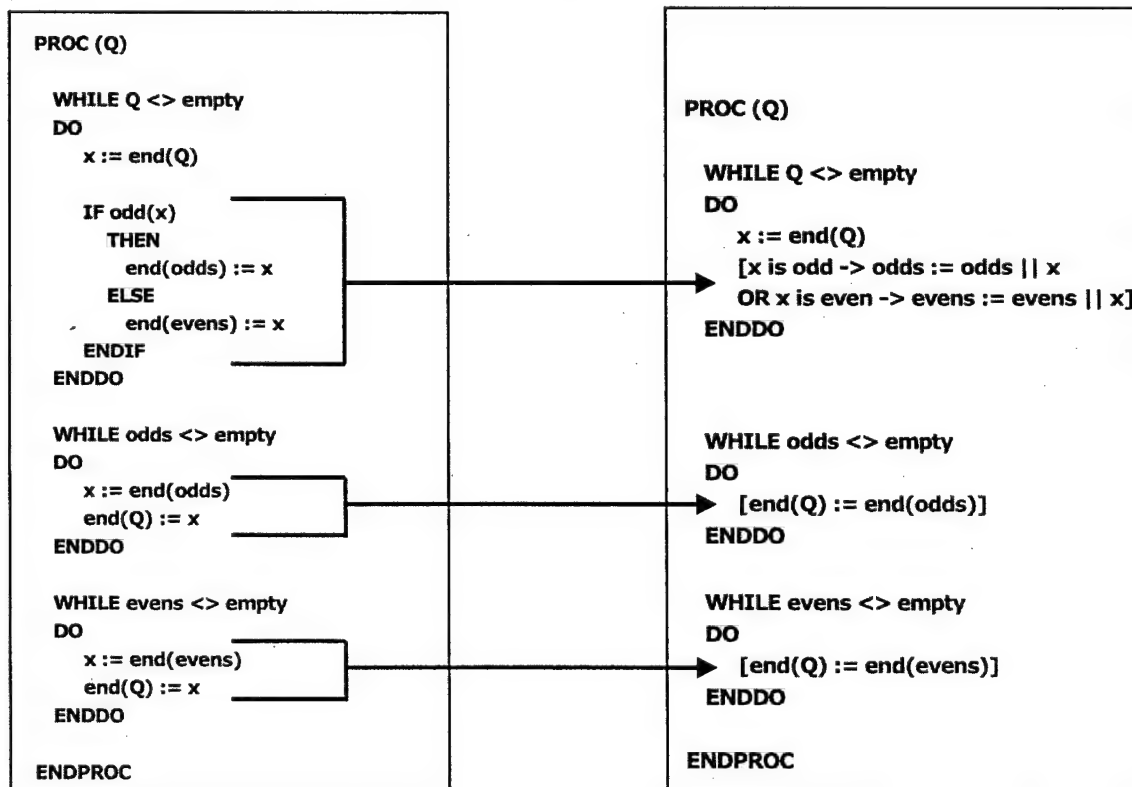 PROC (Q)
WHILE Q <> empty
DO
x := end(Q)
IF odd(x)
THEN
end(odds) := x
ELSE
end(evens) := x
ENDIF
ENDDO
WHILE odds <> empty
DO
x := end(odds)
end(Q) := x
ENDDO
WHILE evens <> empty
DO
x := end(evens)
end(Q) := x
ENDDO
ENDPROC
PROC (Q)
WHILE Q <> empty
DO
x := end(Q)
[x is odd -> odds := odds || x
OR x is even -> evens := evens || x]
ENDDO
WHILE odds <> empty
DO
[end(Q) := end(odds)]
ENDDO
WHILE evens <> empty
DO
[end(Q) := end(evens)]
ENDDO
ENDPROC